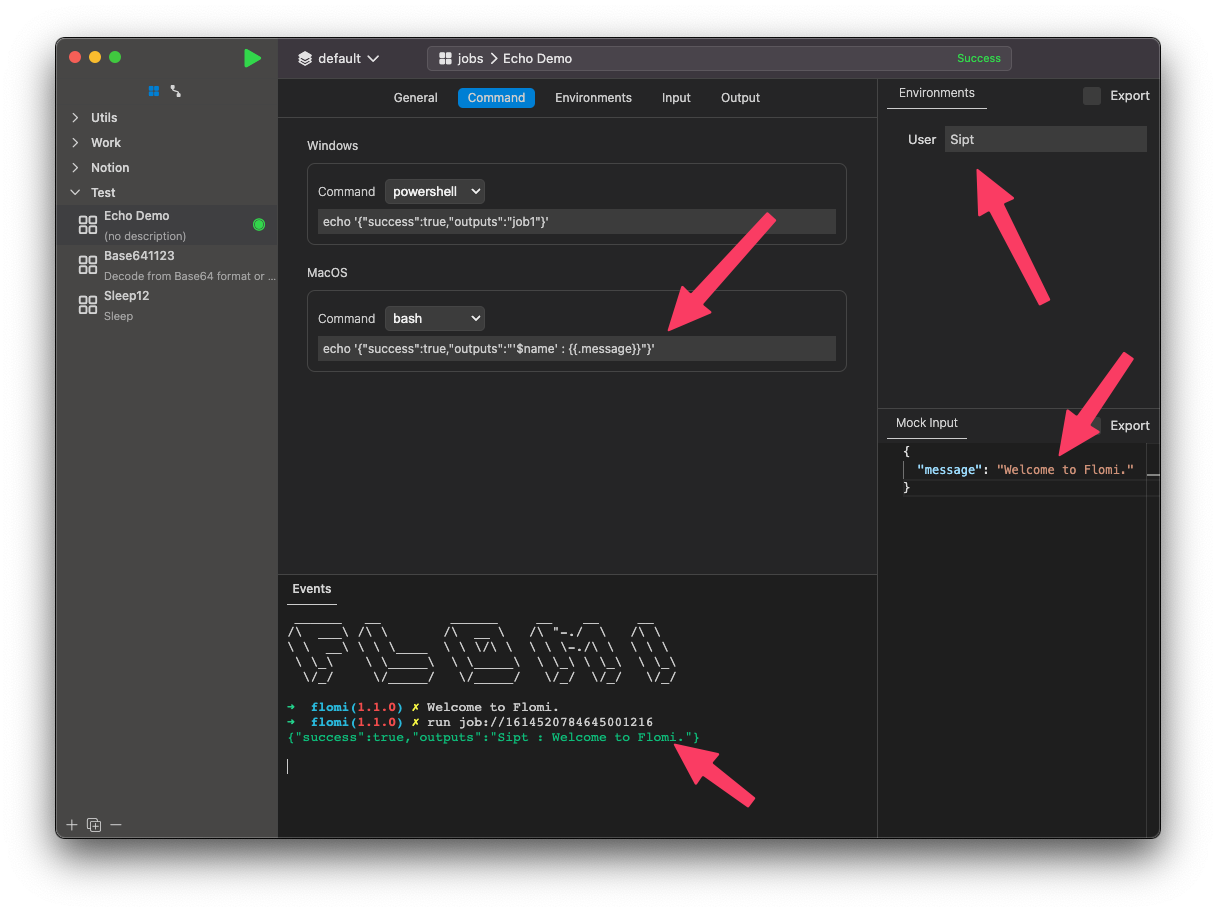 default
jobs > Echo Demo
Success
Utils
Work
Notion
Test
Echo Demo
(no description)
Base641123
Decode from Base64 format or ...
Sleep12
Sleep
General Command Environments Input Output
Windows
Command powershell
echo '{"success":true,"outputs":"job1"}'
MacOS
Command bash
echo '{"success":true,"outputs":"'$name' : {{.message}}"}'
Environments
Export
User Sipt
Mock Input
Export
{
"message": "Welcome to Flomi."
}
Events
FLOMI
➜ flomi(1.1.0) ✗ Welcome to Flomi.
➜ flomi(1.1.0) ✗ run job://1614520784645001216
{"success":true,"outputs":"Sipt : Welcome to Flomi."}